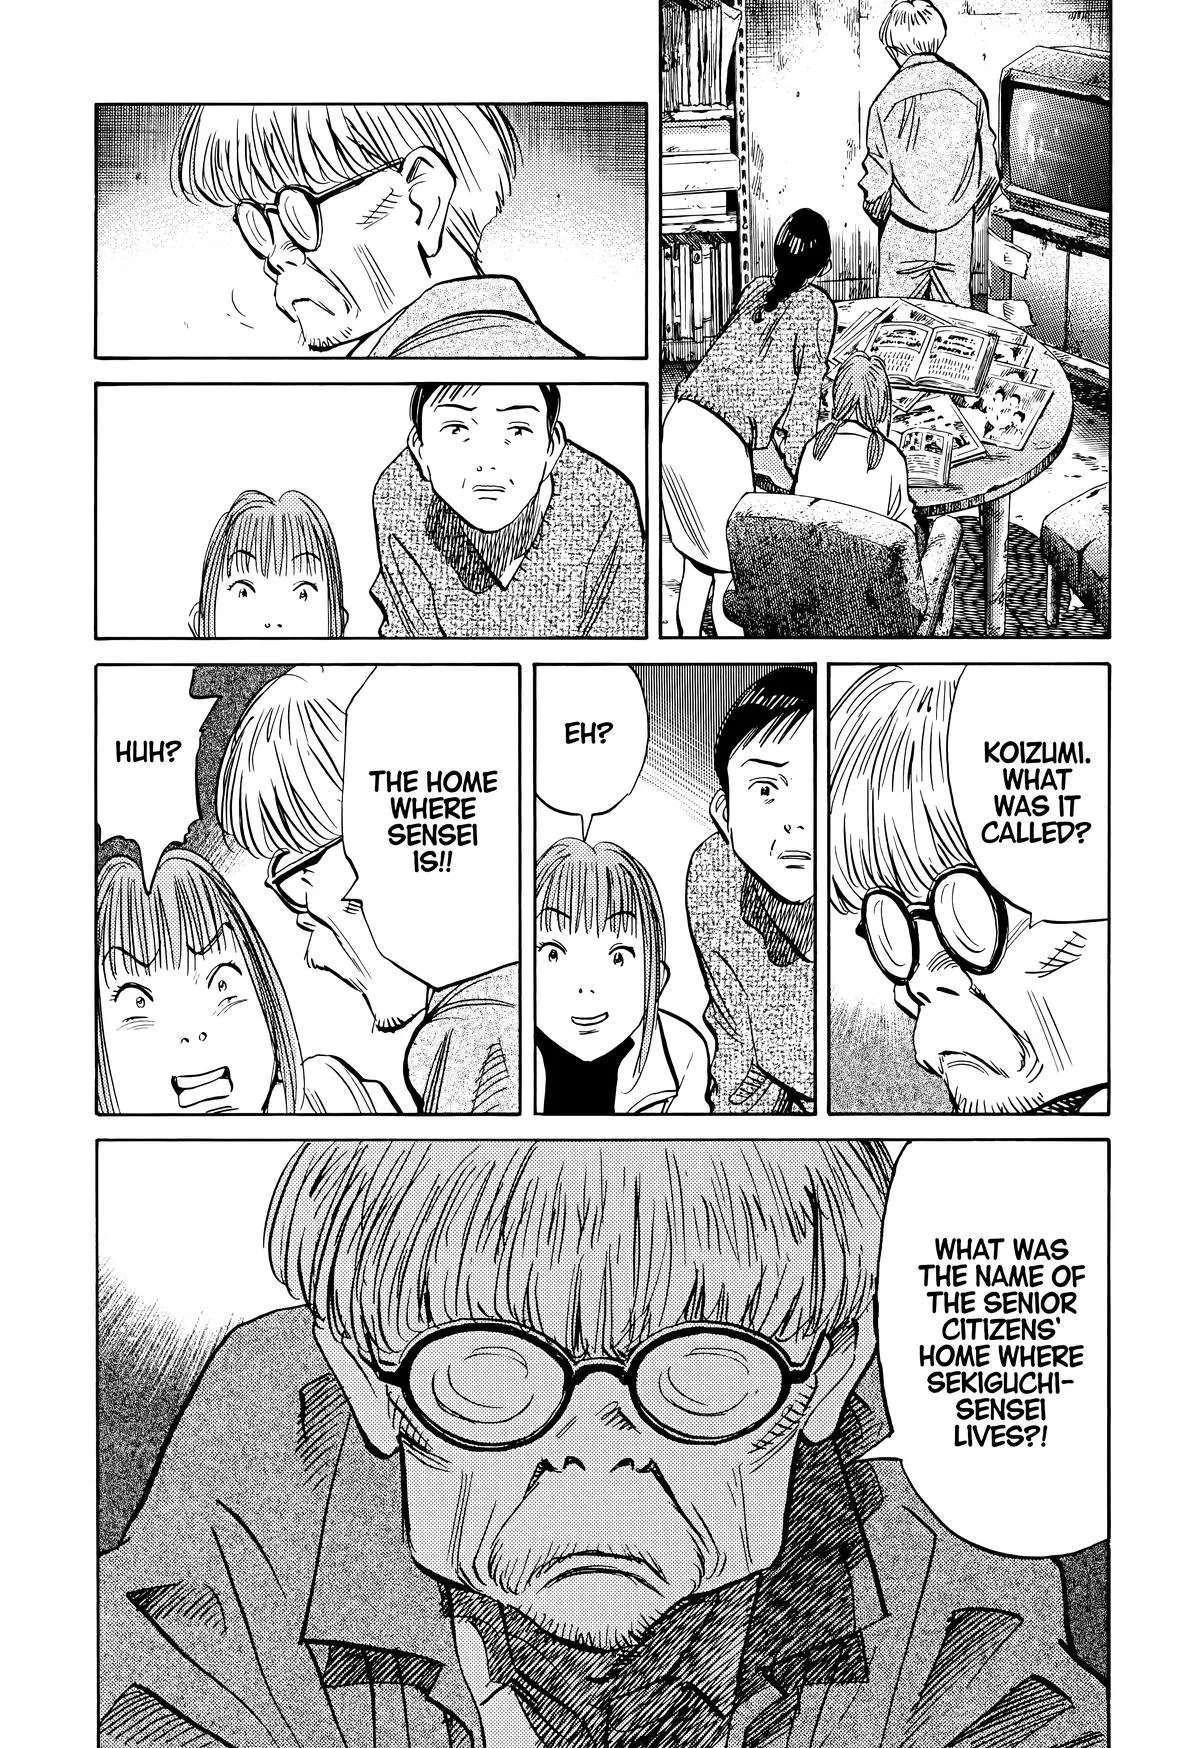 KOIZUMI.
WHAT
WAS IT
CALLED?
EH?
THE HOME
WHERE
SENSEI
IS!!
HUH?
WHAT WAS
THE NAME OF
THE SENIOR
CITIZENS'
HOME WHERE
SEKIGUCHI-
SENSEI
LIVES?!